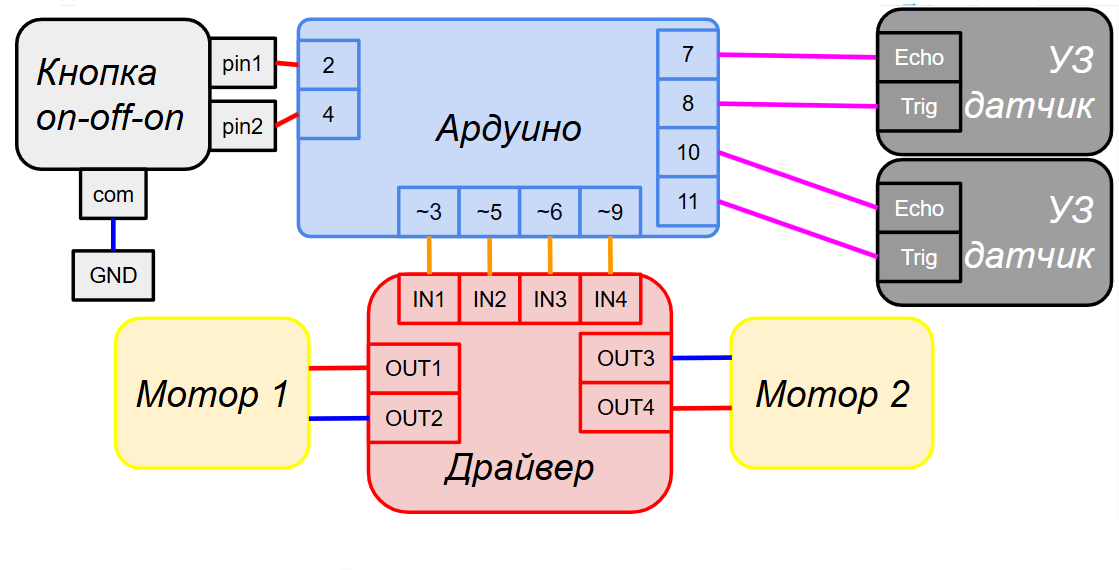 Кнопка
on-off-on
pin1
pin2
com
GND
2
4
Ардуино
7
8
10
11
~3
~5
~6
~9
Echo
Trig
УЗ
датчик
Echo
Trig
УЗ
датчик
IN1
IN2
IN3
IN4
OUT1
OUT2
OUT3
OUT4
Драйвер
Мотор 1
Мотор 2